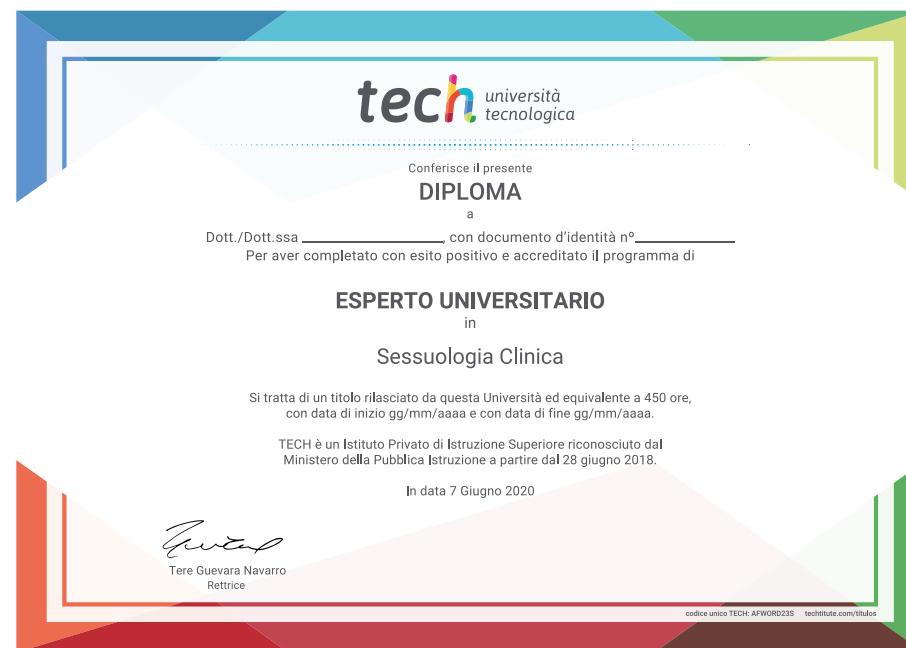 tech università
tecnologica
Conferisce il presente
DIPLOMA
a
Dott./Dott.ssa ____________________, con documento d'identità nº______________
Per aver completato con esito positivo e accreditato il programma di
ESPERTO UNIVERSITARIO
in
Sessuologia Clinica
Si tratta di un titolo rilasciato da questa Università ed equivalente a 450 ore,
con data di inizio gg/mm/aaaa e con data di fine gg/mm/aaaa.
TECH è un Istituto Privato di Istruzione Superiore riconosciuto dal
Ministero della Pubblica Istruzione a partire dal 28 giugno 2018.
In data 7 Giugno 2020
Tere Guevara Navarro
Rettrice
codice unico TECH: AFWORD23S techtitute.com/títulos